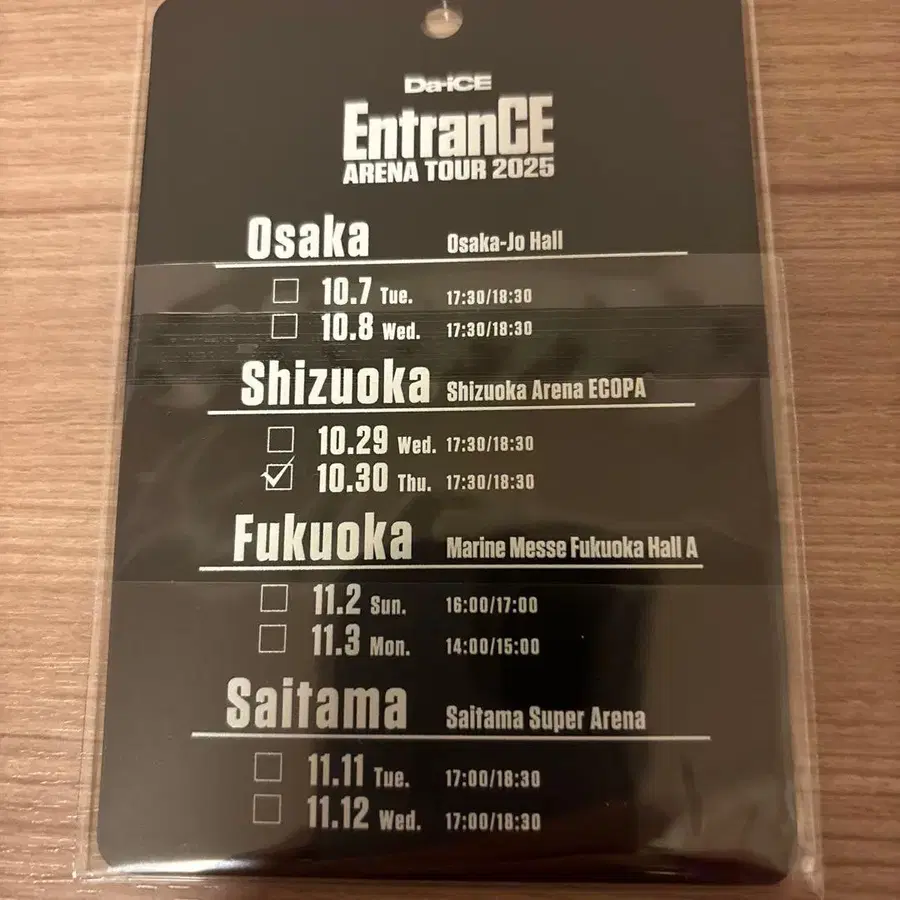 Da-iCE
EntranCE
ARENA TOUR 2025
Osaka Osaka-Jo Hall
10.7 Tue. 17:30/18:30
10.8 Wed. 17:30/18:30
Shizuoka Shizuoka Arena ECOPA
10.29 Wed. 17:30/18:30
10.30 Thu. 17:30/18:30
Fukuoka Marine Messe Fukuoka Hall A
11.2 Sun. 16:00/17:00
11.3 Mon. 14:00/15:00
Saitama Saitama Super Arena
11.11 Tue. 17:00/18:30
11.12 Wed. 17:00/18:30